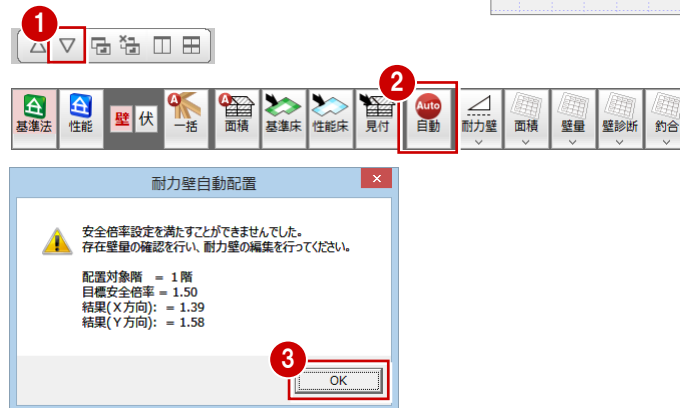 1
2
基準法 性能 壁 伏 A 一括 A 面積 基準床 性能床 見付 Auto 自動 耐力壁 面積 壁量 壁診断 釣合
耐力壁自動配置
安全倍率設定を満たすことができませんでした。
存在壁量の確認を行い、耐力壁の編集を行ってください。
配置対象階 = 1階
目標安全倍率 = 1.50
結果(X方向): = 1.39
結果(Y方向): = 1.58
3
OK